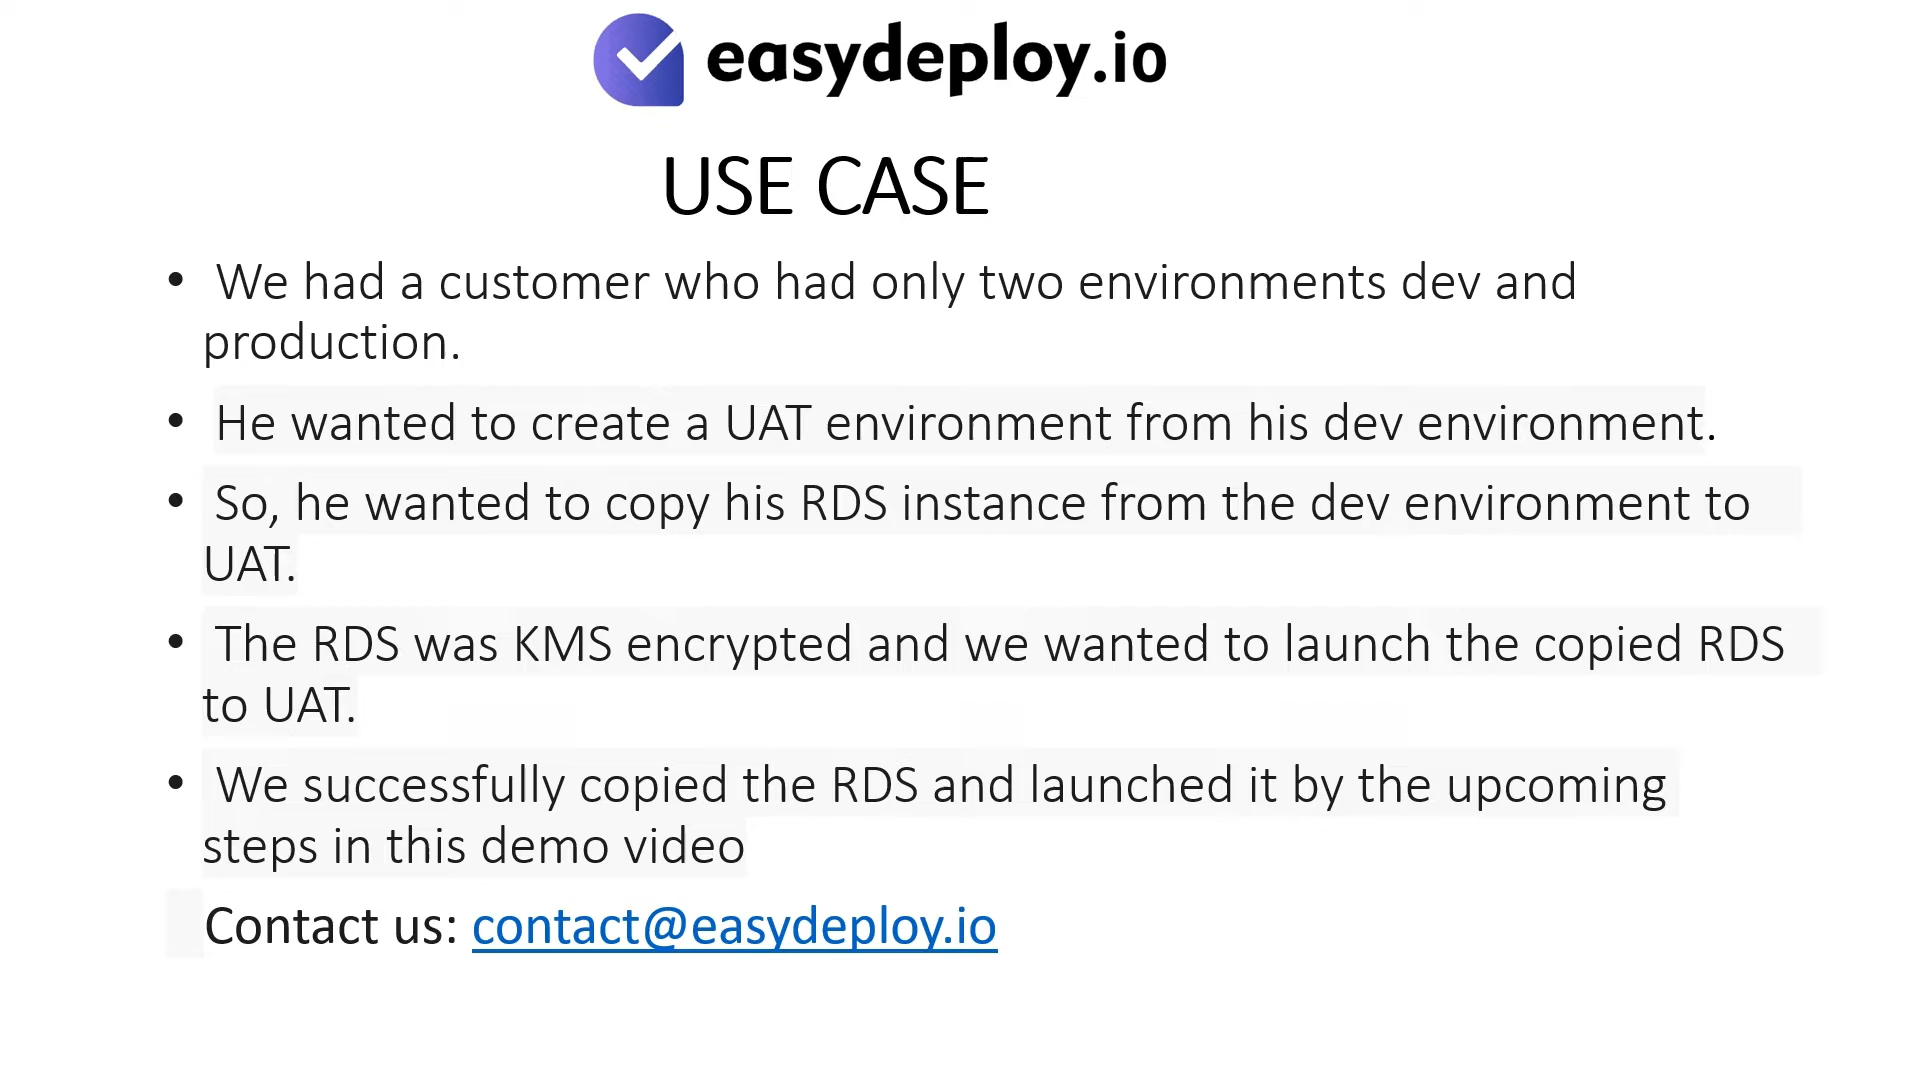 easydeploy.io
USE CASE
• We had a customer who had only two environments dev and
production.
• He wanted to create a UAT environment from his dev environment.
• So, he wanted to copy his RDS instance from the dev environment to
UAT.
• The RDS was KMS encrypted and we wanted to launch the copied RDS
to UAT.
• We successfully copied the RDS and launched it by the upcoming
steps in this demo video
Contact us: contact@easydeploy.io